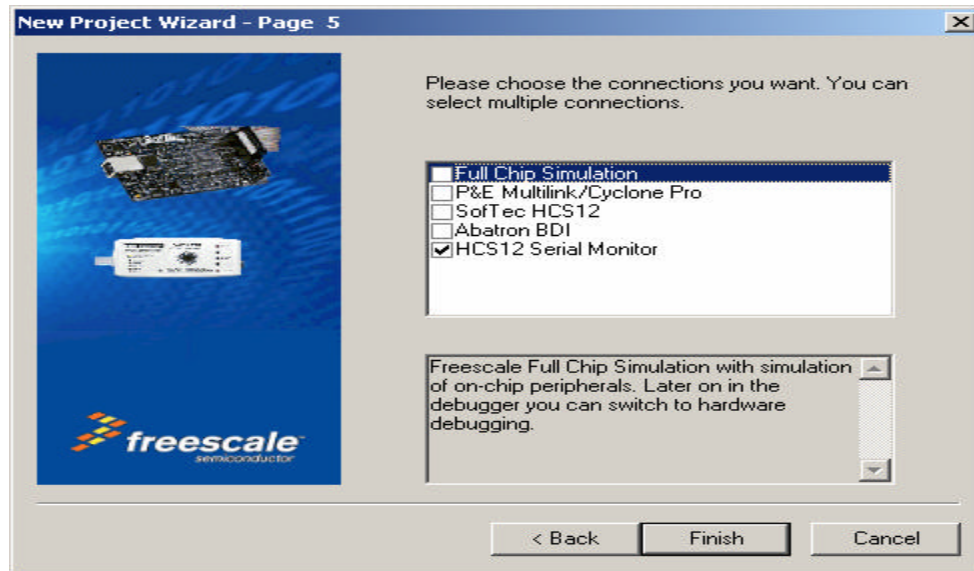 New Project Wizard - Page 5
Please choose the connections you want. You can
select multiple connections.
Full Chip Simulation
P&E Multilink/Cyclone Pro
SofTec HCS12
Abatron BDI
HCS12 Serial Monitor
Freescale Full Chip Simulation with simulation
of on-chip peripherals. Later on in the
debugger you can switch to hardware
debugging.
freescale
semiconductor
< Back
Finish
Cancel